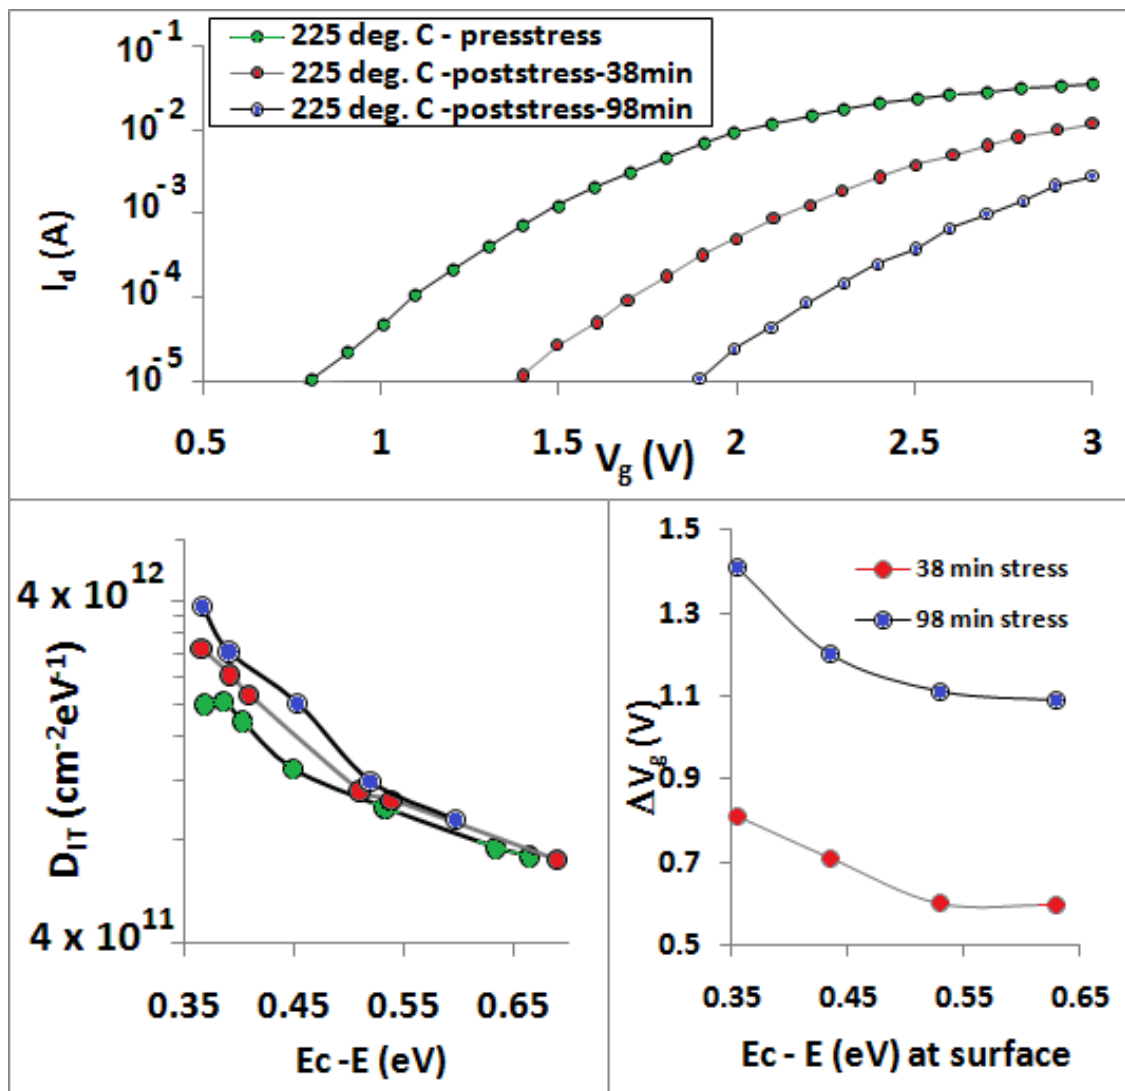 225 deg. C - presstress
225 deg. C -poststress-38min
225 deg. C -poststress-98min
10⁻¹
10⁻²
10⁻³
10⁻⁴
10⁻⁵
I_d (A)
0.5 1 1.5 2 2.5 3
V_g (V)
4 x 10¹²
4 x 10¹¹
D_IT (cm⁻²eV⁻¹)
0.35 0.45 0.55 0.65
Ec -E (eV)
1.5
1.3
1.1
0.9
0.7
0.5
ΔV_g (V)
38 min stress
98 min stress
0.35 0.45 0.55 0.65
Ec - E (eV) at surface